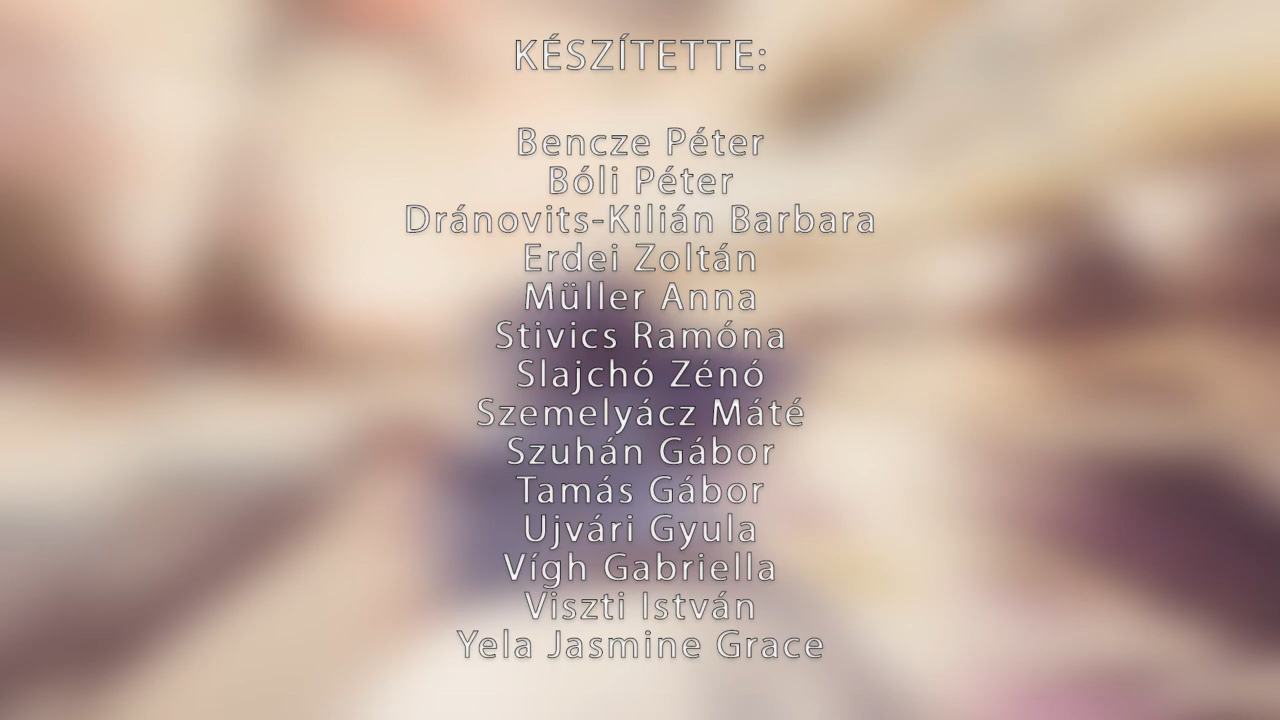 KÉSZÍTETTE:
Bencze Péter
Bóli Péter
Dránovits-Kilián Barbara
Erdei Zoltán
Müller Anna
Stivics Ramóna
Slajchó Zénó
Szemelyácz Máté
Szuhán Gábor
Tamás Gábor
Ujvári Gyula
Vígh Gabriella
Viszti István
Yela Jasmine Grace